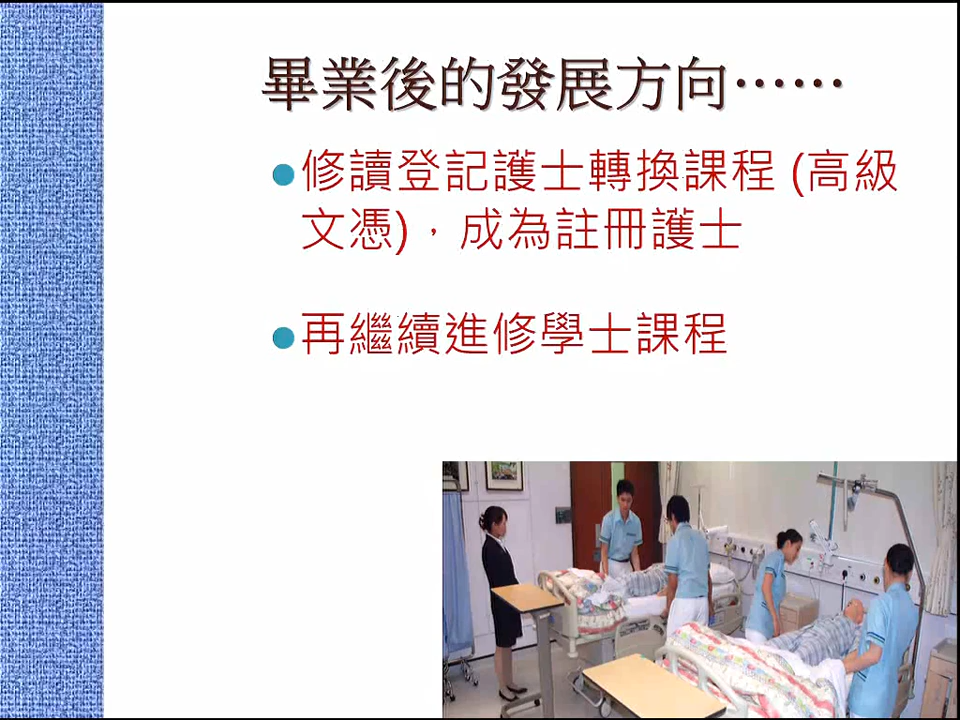 畢業後的發展方向……
修讀登記護士轉換課程 (高級
文憑)，成為註冊護士
再繼續進修學士課程